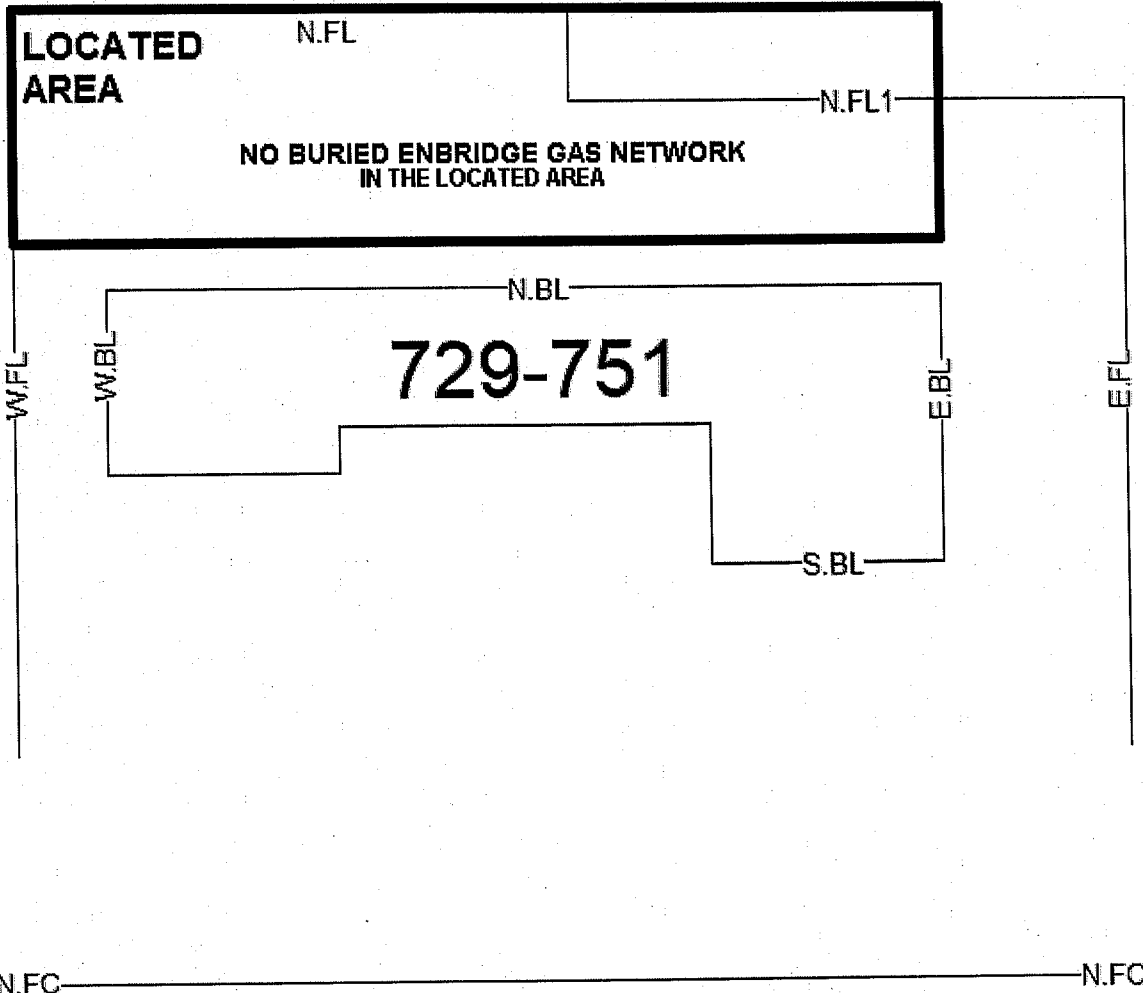 N.FL
LOCATED
AREA
N.FL1
NO BURIED ENBRIDGE GAS NETWORK
IN THE LOCATED AREA
N.BL
W.FL
W.BL
729-751
E.BL
E.FL
S.BL
N.FC
N.FC